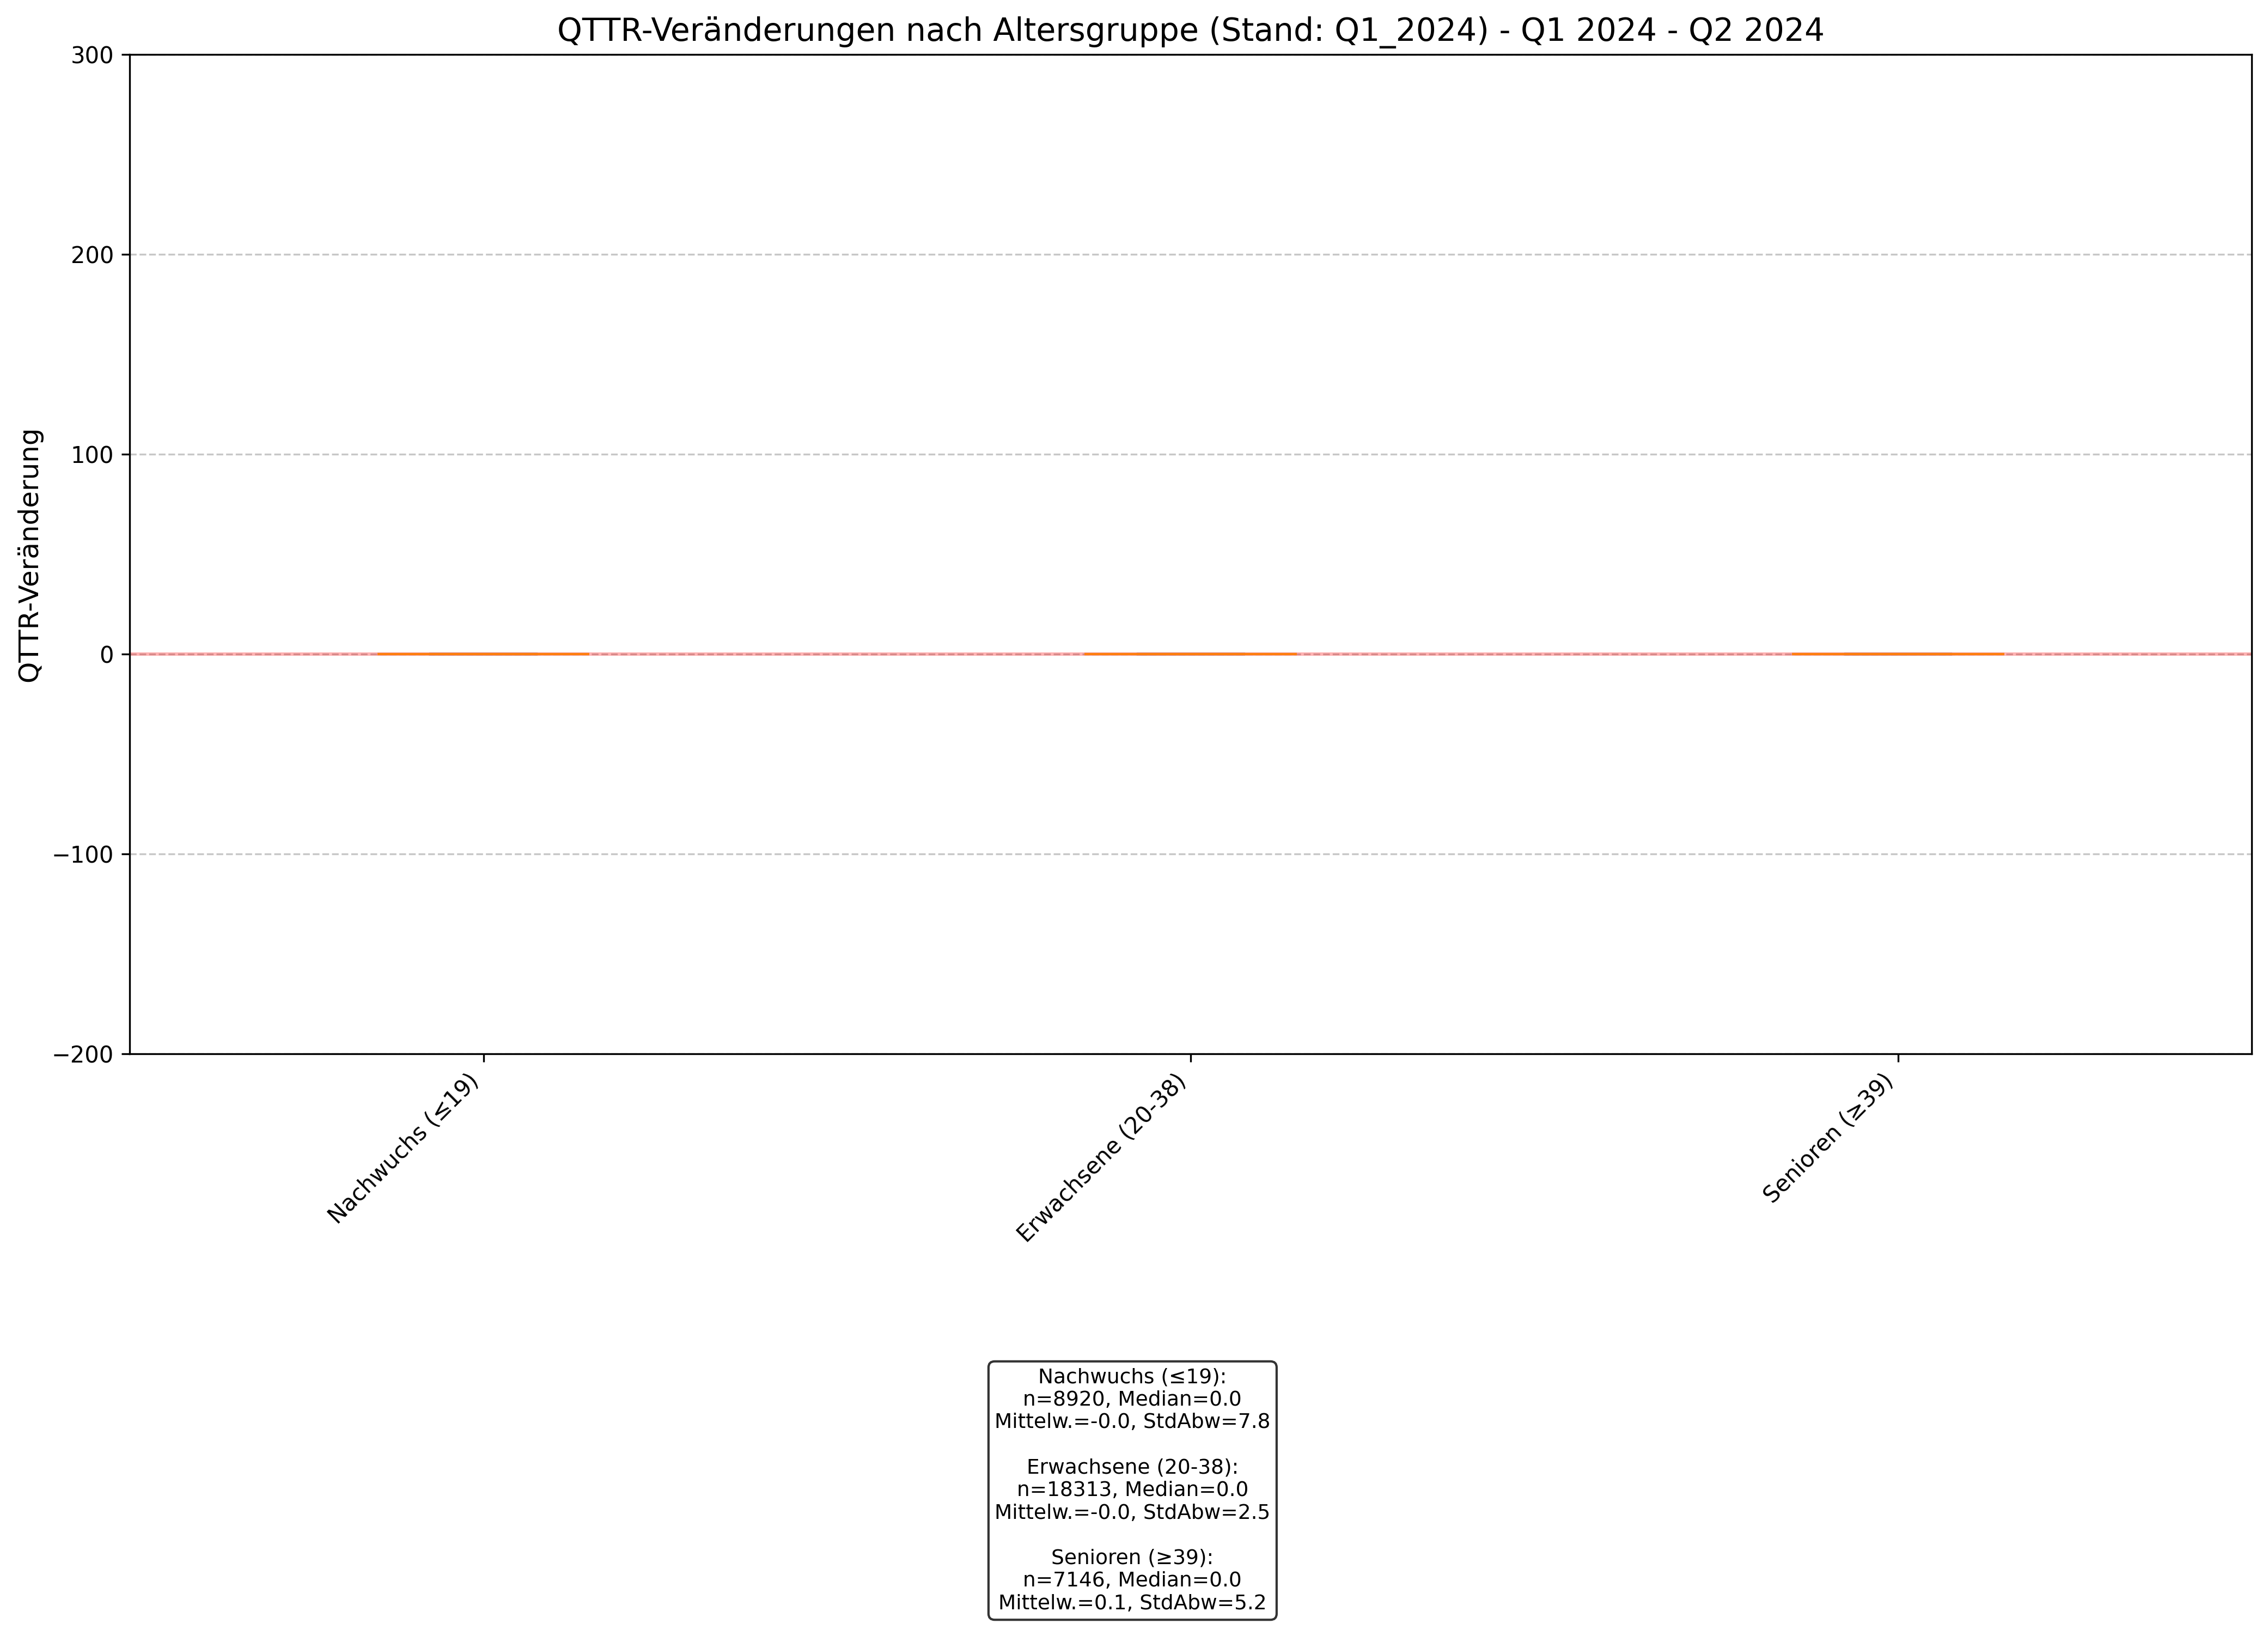 QTTR-Veränderungen nach Altersgruppe (Stand: Q1_2024) - Q1 2024 - Q2 2024
QTTR-Veränderung
300
200
100
0
−100
−200
Nachwuchs (≤19)
Erwachsene (20-38)
Senioren (≥39)
Nachwuchs (≤19):
n=8920, Median=0.0
Mittelw.=-0.0, StdAbw=7.8
Erwachsene (20-38):
n=18313, Median=0.0
Mittelw.=-0.0, StdAbw=2.5
Senioren (≥39):
n=7146, Median=0.0
Mittelw.=0.1, StdAbw=5.2